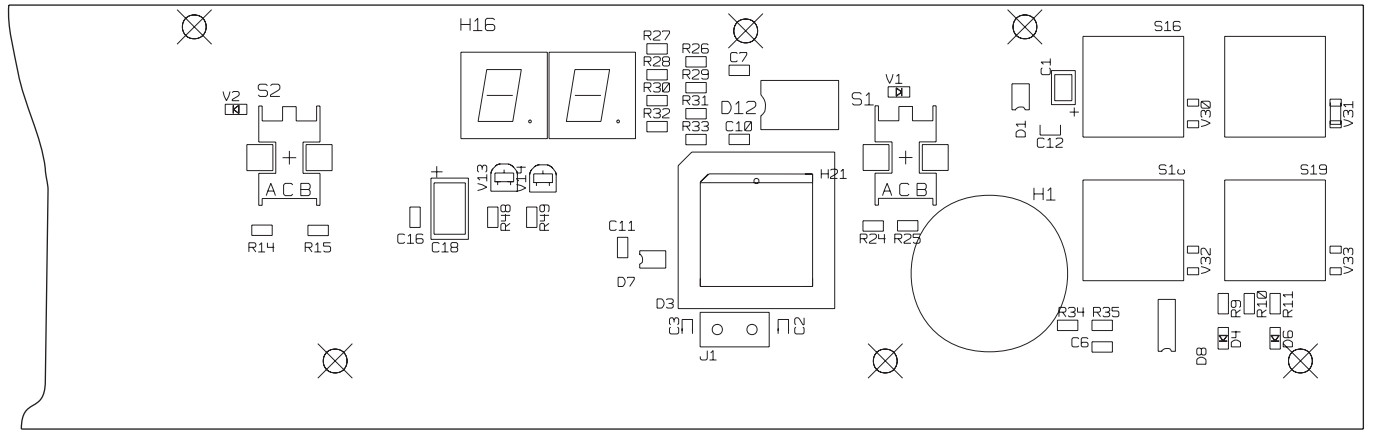 H16
R27
R26
C7
R28
R29
R30
R31
R32
R33
D12
C10
V2
S2
A C B
R14
R15
C16
C18
V13
V14
R48
R49
C11
D7
D3
H21
C3
C2
J1
V1
S1
A C B
R24
R25
H1
D1
C1
C12
S16
V30
V31
S19
V32
V33
R34
R35
C6
D8
R9
R10
R11
D4
D6